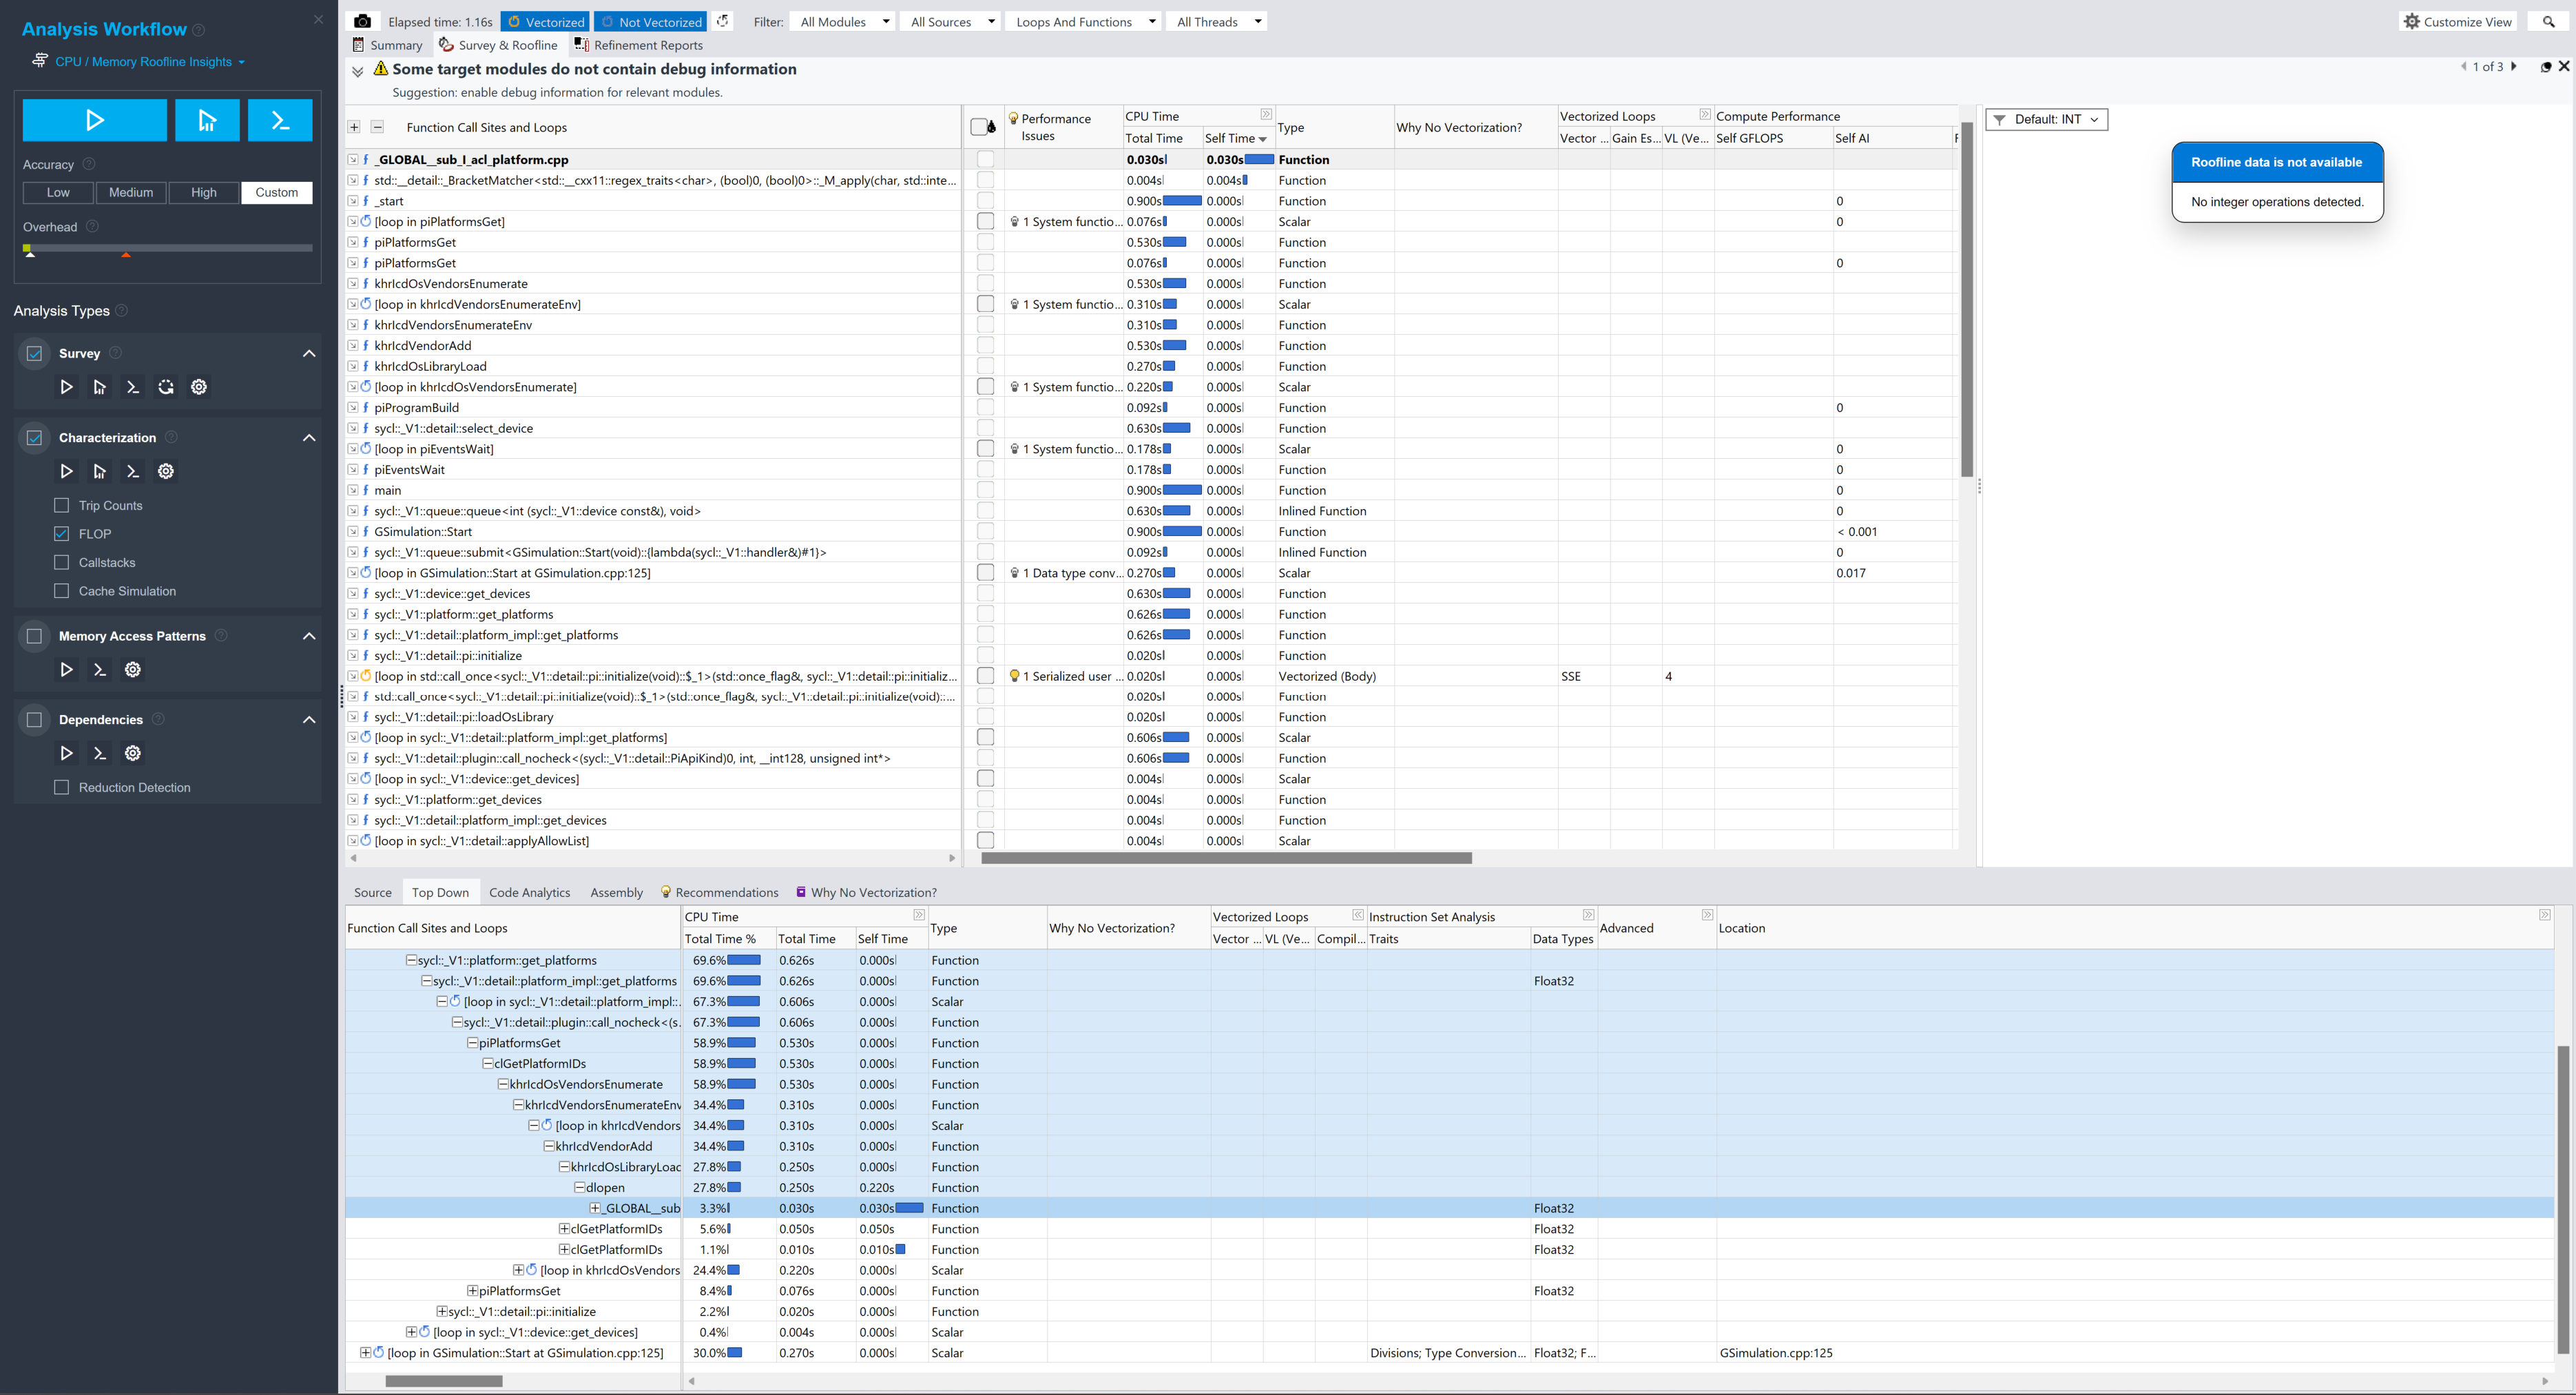 Analysis Workflow
CPU / Memory Roofline Insights
Accuracy
Low Medium High Custom
Overhead
Analysis Types
Survey
Characterization
Trip Counts
FLOP
Callstacks
Cache Simulation
Memory Access Patterns
Dependencies
Reduction Detection
Elapsed time: 1.16s Vectorized Not Vectorized Filter: All Modules All Sources Loops And Functions All Threads Customize View
Summary Survey & Roofline Refinement Reports
Some target modules do not contain debug information 1 of 3
Suggestion: enable debug information for relevant modules.
Function Call Sites and Loops Performance Issues CPU Time Type Why No Vectorization? Vectorized Loops Compute Performance
Total Time Self Time Vector ... Gain Es... VL (Ve... Self GFLOPS Self AI F
_GLOBAL__sub_I_acl_platform.cpp 0.030s 0.030s Function
std::__detail::_BracketMatcher<std::__cxx11::regex_traits<char>, (bool)0, (bool)0>::_M_apply(char, std::inte... 0.004s 0.004s Function
_start 0.900s 0.000s Function 0
[loop in piPlatformsGet] 1 System functio... 0.076s 0.000s Scalar 0
piPlatformsGet 0.530s 0.000s Function
piPlatformsGet 0.076s 0.000s Function 0
khrIcdOsVendorsEnumerate 0.530s 0.000s Function
[loop in khrIcdVendorsEnumerateEnv] 1 System functio... 0.310s 0.000s Scalar
khrIcdVendorsEnumerateEnv 0.310s 0.000s Function
khrIcdVendorAdd 0.530s 0.000s Function
khrIcdOsLibraryLoad 0.270s 0.000s Function
[loop in khrIcdOsVendorsEnumerate] 1 System functio... 0.220s 0.000s Scalar
piProgramBuild 0.092s 0.000s Function 0
sycl::_V1::detail::select_device 0.630s 0.000s Function
[loop in piEventsWait] 1 System functio... 0.178s 0.000s Scalar 0
piEventsWait 0.178s 0.000s Function 0
main 0.900s 0.000s Function 0
sycl::_V1::queue::queue<int (sycl::_V1::device const&), void> 0.630s 0.000s Inlined Function 0
GSimulation::Start 0.900s 0.000s Function < 0.001
sycl::_V1::queue::submit<GSimulation::Start(void)::{lambda(sycl::_V1::handler&)#1}> 0.092s 0.000s Inlined Function 0
[loop in GSimulation::Start at GSimulation.cpp:125] 1 Data type conv... 0.270s 0.000s Scalar 0.017
sycl::_V1::device::get_devices 0.630s 0.000s Function
sycl::_V1::platform::get_platforms 0.626s 0.000s Function
sycl::_V1::detail::platform_impl::get_platforms 0.626s 0.000s Function
sycl::_V1::detail::pi::initialize 0.020s 0.000s Function
[loop in std::call_once<sycl::_V1::detail::pi::initialize(void)::$_1>(std::once_flag&, sycl::_V1::detail::pi::initializ... 1 Serialized user ... 0.020s 0.000s Vectorized (Body) SSE 4
std::call_once<sycl::_V1::detail::pi::initialize(void)::$_1>(std::once_flag&, sycl::_V1::detail::pi::initialize(void)::... 0.020s 0.000s Function
sycl::_V1::detail::pi::loadOsLibrary 0.020s 0.000s Function
[loop in sycl::_V1::detail::platform_impl::get_platforms] 0.606s 0.000s Scalar
sycl::_V1::detail::plugin::call_nocheck<(sycl::_V1::detail::PiApiKind)0, int, __int128, unsigned int*> 0.606s 0.000s Function
[loop in sycl::_V1::device::get_devices] 0.004s 0.000s Scalar
sycl::_V1::platform::get_devices 0.004s 0.000s Function
sycl::_V1::detail::platform_impl::get_devices 0.004s 0.000s Function
[loop in sycl::_V1::detail::applyAllowList] 0.004s 0.000s Scalar
Default: INT
Roofline data is not available
No integer operations detected.
Source Top Down Code Analytics Assembly Recommendations Why No Vectorization?
Function Call Sites and Loops CPU Time Type Why No Vectorization? Vectorized Loops Instruction Set Analysis Advanced Location
Total Time % Total Time Self Time Vector ... VL (Ve... Compil... Traits Data Types
sycl::_V1::platform::get_platforms 69.6% 0.626s 0.000s Function
sycl::_V1::detail::platform_impl::get_platforms 69.6% 0.626s 0.000s Function Float32
[loop in sycl::_V1::detail::platform_impl::. 67.3% 0.606s 0.000s Scalar
sycl::_V1::detail::plugin::call_nocheck<(s. 67.3% 0.606s 0.000s Function
piPlatformsGet 58.9% 0.530s 0.000s Function
clGetPlatformIDs 58.9% 0.530s 0.000s Function
khrIcdOsVendorsEnumerate 58.9% 0.530s 0.000s Function
khrIcdVendorsEnumerateEnv 34.4% 0.310s 0.000s Function
[loop in khrIcdVendors 34.4% 0.310s 0.000s Scalar
khrIcdVendorAdd 34.4% 0.310s 0.000s Function
khrIcdOsLibraryLoad 27.8% 0.250s 0.000s Function
dlopen 27.8% 0.250s 0.220s Function
_GLOBAL__sub 3.3% 0.030s 0.030s Function Float32
clGetPlatformIDs 5.6% 0.050s 0.050s Function Float32
clGetPlatformIDs 1.1% 0.010s 0.010s Function Float32
[loop in khrIcdOsVendors 24.4% 0.220s 0.000s Scalar
piPlatformsGet 8.4% 0.076s 0.000s Function Float32
sycl::_V1::detail::pi::initialize 2.2% 0.020s 0.000s Function
[loop in sycl::_V1::device::get_devices] 0.4% 0.004s 0.000s Scalar
[loop in GSimulation::Start at GSimulation.cpp:125] 30.0% 0.270s 0.000s Scalar Divisions; Type Conversion... Float32; F... GSimulation.cpp:125